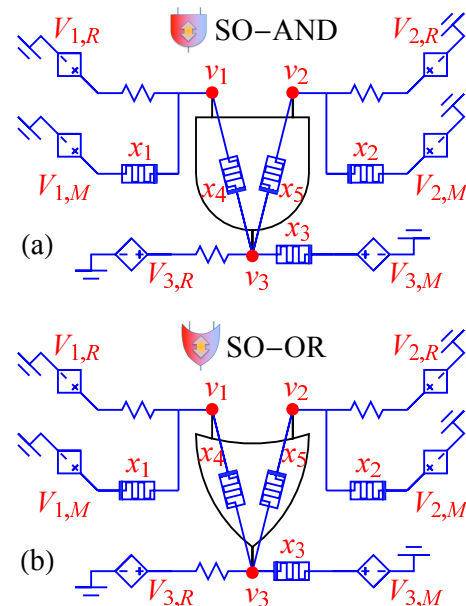 SO−AND
V1,R
v1
v2
V2,R
x1
x2
V1,M
x4
x5
V2,M
(a)
x3
V3,R
v3
V3,M
SO−OR
V1,R
v1
v2
V2,R
x1
x4
x5
x2
V1,M
V2,M
(b)
x3
V3,R
v3
V3,M